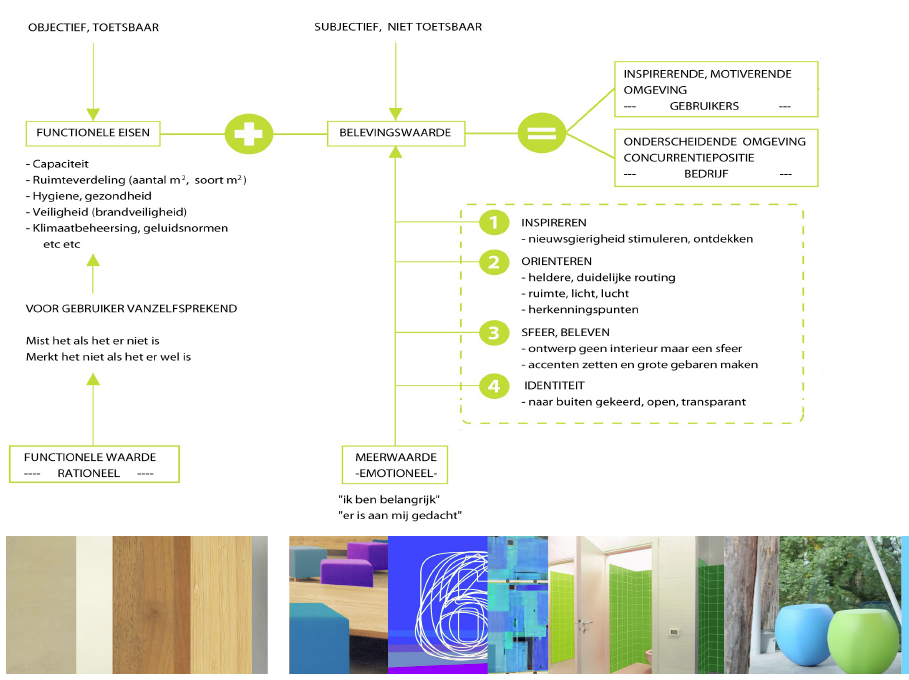 OBJECTIEF, TOETSBAAR
SUBJECTIEF, NIET TOETSBAAR
FUNCTIONELE EISEN
BELEVINGSWAARDE
INSPIRERENDE, MOTIVERENDE
OMGEVING
--- GEBRUIKERS ---
ONDERSCHEIDENDE OMGEVING
CONCURRENTIEPOSITIE
--- BEDRIJF ---
- Capaciteit
- Ruimteverdeling (aantal m², soort m²)
- Hygiene, gezondheid
- Veiligheid (brandveiligheid)
- Klimaatbeheersing, geluidsnormen
etc etc
VOOR GEBRUIKER VANZELFSPREKEND
Mist het als het er niet is
Merkt het niet als het er wel is
FUNCTIONELE WAARDE
---- RATIONEEL ----
1 INSPIREREN
- nieuwsgierigheid stimuleren, ontdekken
2 ORIENTEREN
- heldere, duidelijke routing
- ruimte, licht, lucht
- herkenningspunten
3 SFEER, BELEVEN
- ontwerp geen interieur maar een sfeer
- accenten zetten en grote gebaren maken
4 IDENTITEIT
- naar buiten gekeerd, open, transparant
MEERWAARDE
-EMOTIONEEL-
"ik ben belangrijk"
"er is aan mij gedacht"